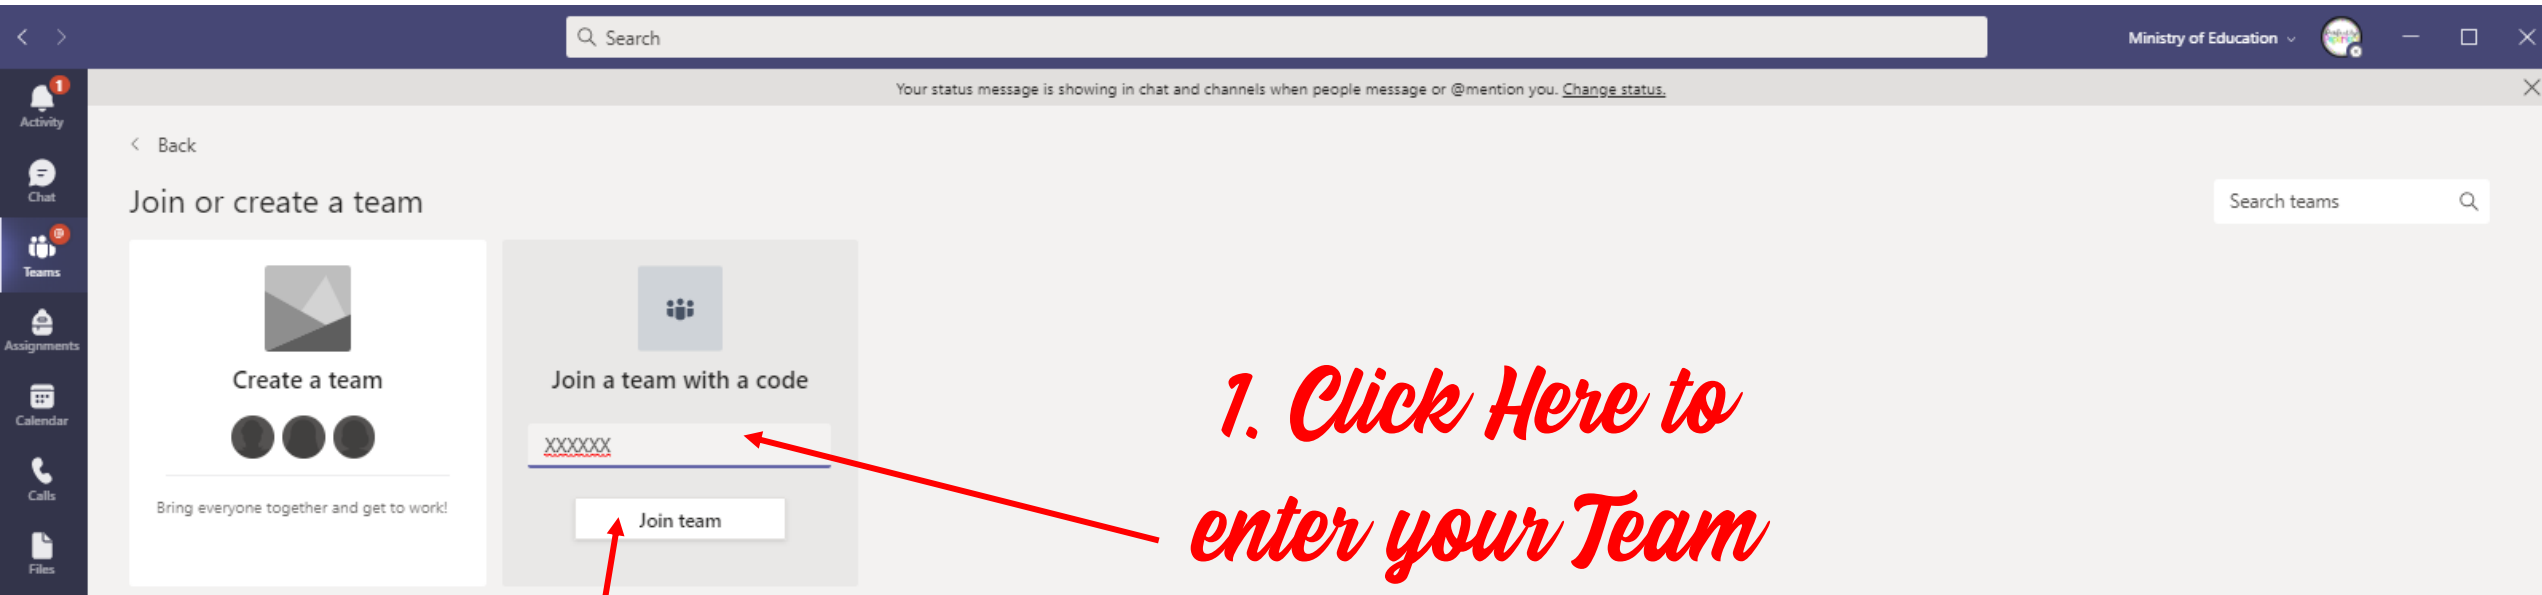 Search
Ministry of Education
1
Activity
Your status message is showing in chat and channels when people message or @mention you. Change status.
Back
Chat
Join or create a team
Search teams
Teams
Assignments
Create a team
Join a team with a code
1. Click Here to
Calendar
XXXXXX
Calls
Bring everyone together and get to work!
Join team
enter your Team
Files